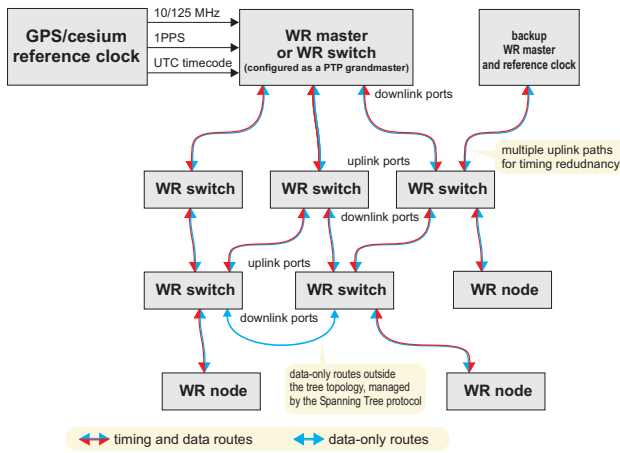 GPS/cesium
reference clock
10/125 MHz
1PPS
UTC timecode
WR master
or WR switch
(configured as a PTP grandmaster)
backup
WR master
and reference clock
downlink ports
multiple uplink paths
for timing redudnancy
uplink ports
WR switch
WR switch
WR switch
downlink ports
uplink ports
WR switch
WR switch
WR node
downlink ports
data-only routes outside
the tree topology, managed
by the Spanning Tree protocol
WR node
WR node
timing and data routes
data-only routes